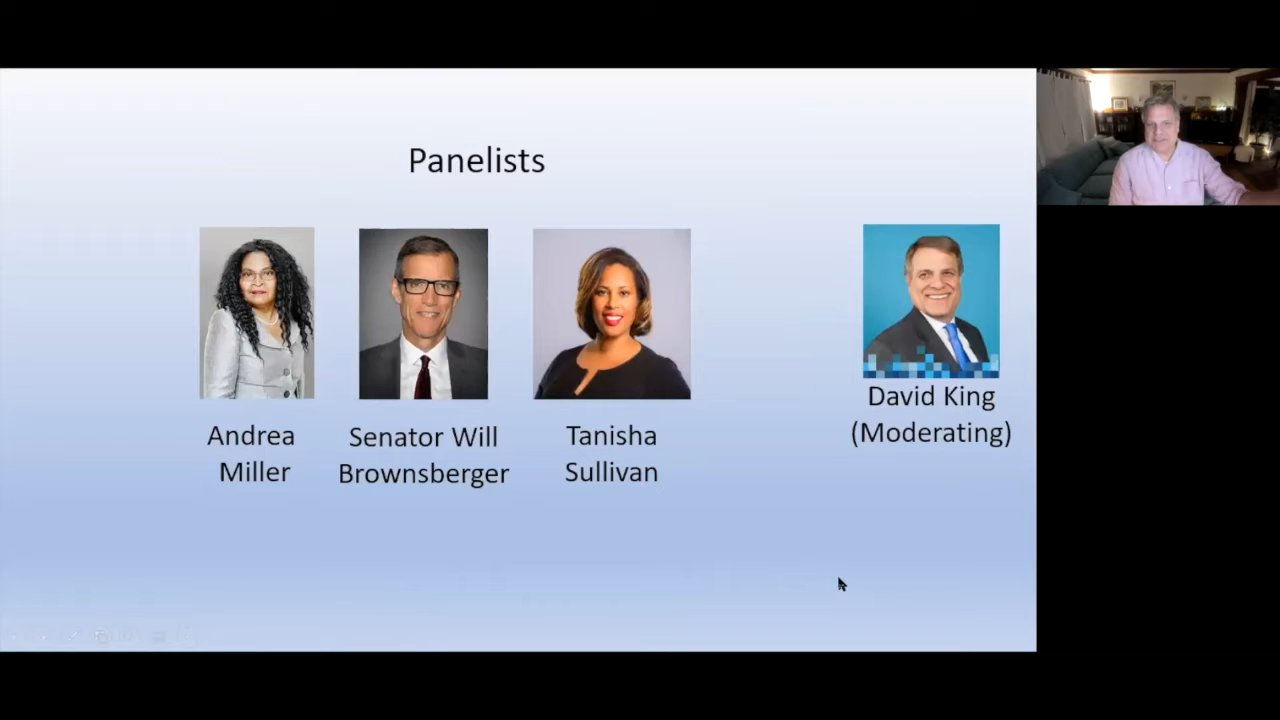 Panelists
Andrea
Miller
Senator Will
Brownsberger
Tanisha
Sullivan
David King
(Moderating)